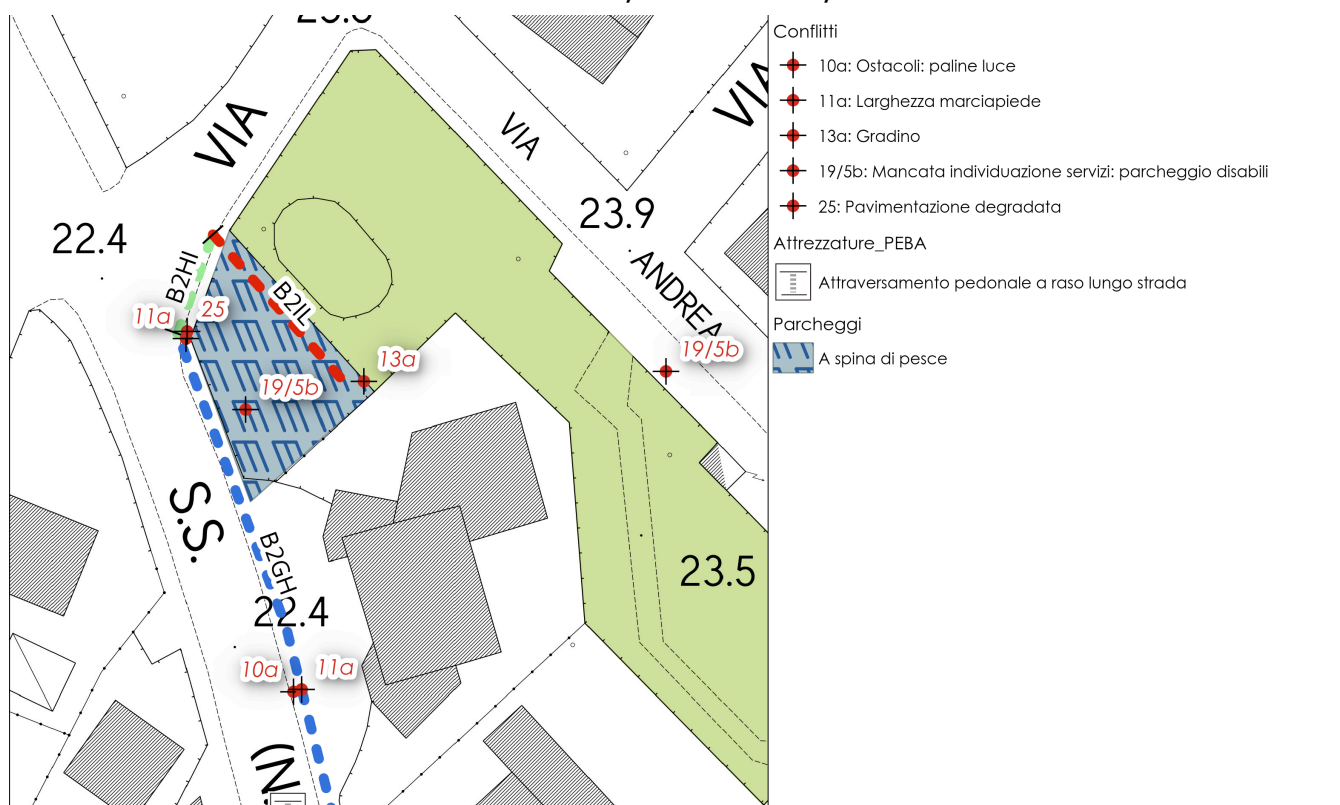 VIA
VIA
22.4
23.9
ANDREA
B2HI
11a
25
B2IL
13a
19/5b
19/5b
S.S.
B2GH
22.4
23.5
10a
11a
(N.
Conflitti
10a: Ostacoli: paline luce
11a: Larghezza marciapiede
13a: Gradino
19/5b: Mancata individuazione servizi: parcheggio disabili
25: Pavimentazione degradata
Attrezzature_PEBA
Attraversamento pedonale a raso lungo strada
Parcheggi
A spina di pesce